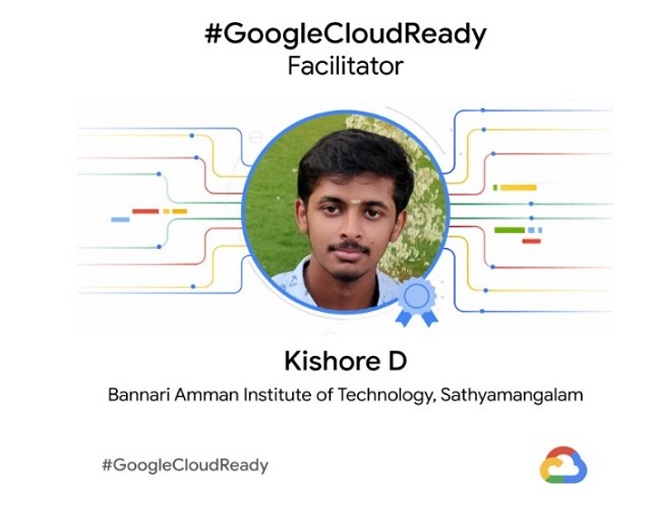 #GoogleCloudReady
Facilitator
Kishore D
Bannari Amman Institute of Technology, Sathyamangalam
#GoogleCloudReady